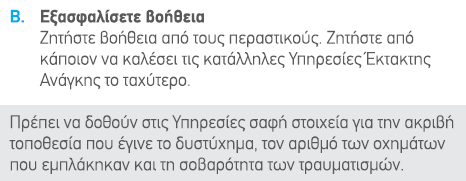 B. Εξασφαλίσετε βοήθεια
Ζητήστε βοήθεια από τους περαστικούς. Ζητήστε από
κάποιον να καλέσει τις κατάλληλες Υπηρεσίες Έκτακτης
Ανάγκης το ταχύτερο.
Πρέπει να δοθούν στις Υπηρεσίες σαφή στοιχεία για την ακριβή
τοποθεσία που έγινε το δυστύχημα, τον αριθμό των οχημάτων
που εμπλάκηκαν και τη σοβαρότητα των τραυματισμών.